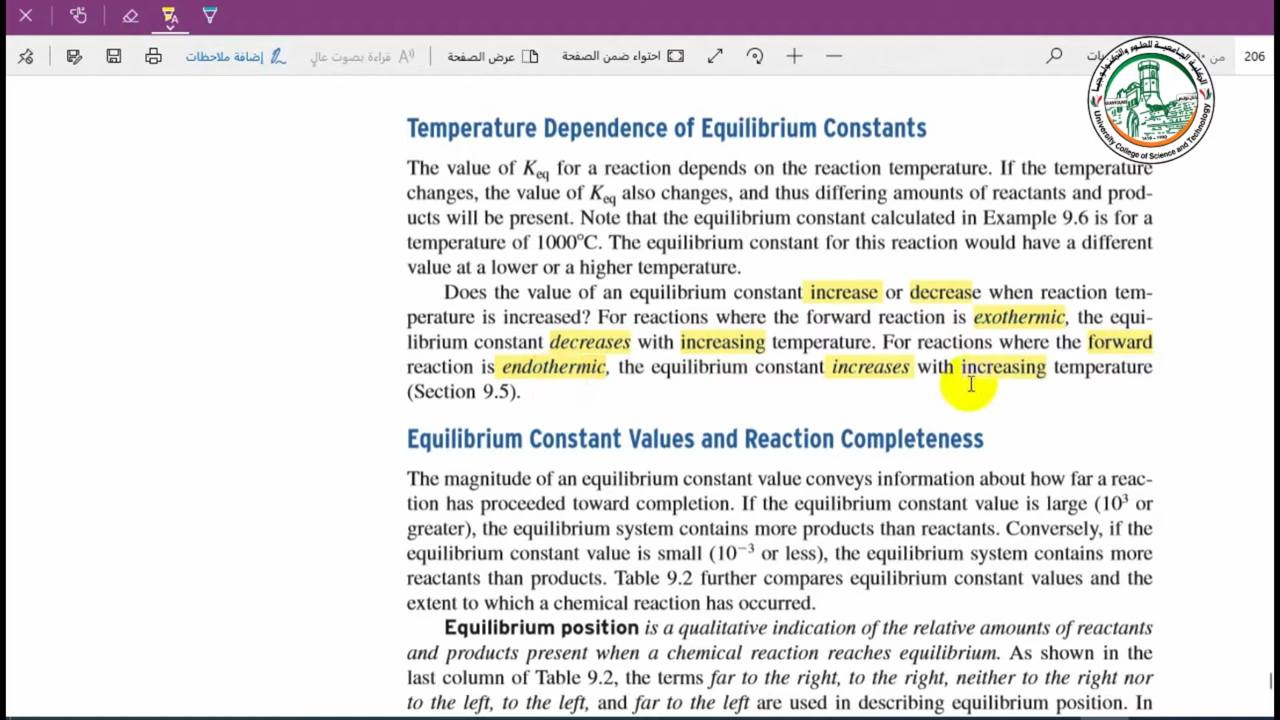 إضافة ملاحظات
قراءة بصوت عالٍ
عرض الصفحة
احتواء ضمن الصفحة
من
206
الكلية الجامعية للعلوم والتكنولوجيا
University College of Science and Technology
Temperature Dependence of Equilibrium Constants
The value of Keq for a reaction depends on the reaction temperature. If the temperature
changes, the value of Keq also changes, and thus differing amounts of reactants and prod-
ucts will be present. Note that the equilibrium constant calculated in Example 9.6 is for a
temperature of 1000°C. The equilibrium constant for this reaction would have a different
value at a lower or a higher temperature.
Does the value of an equilibrium constant increase or decrease when reaction tem-
perature is increased? For reactions where the forward reaction is exothermic, the equi-
librium constant decreases with increasing temperature. For reactions where the forward
reaction is endothermic, the equilibrium constant increases with increasing temperature
(Section 9.5).
Equilibrium Constant Values and Reaction Completeness
The magnitude of an equilibrium constant value conveys information about how far a reac-
tion has proceeded toward completion. If the equilibrium constant value is large (10³ or
greater), the equilibrium system contains more products than reactants. Conversely, if the
equilibrium constant value is small (10⁻³ or less), the equilibrium system contains more
reactants than products. Table 9.2 further compares equilibrium constant values and the
extent to which a chemical reaction has occurred.
Equilibrium position is a qualitative indication of the relative amounts of reactants
and products present when a chemical reaction reaches equilibrium. As shown in the
last column of Table 9.2, the terms far to the right, to the right, neither to the right nor
to the left, to the left, and far to the left are used in describing equilibrium position. In